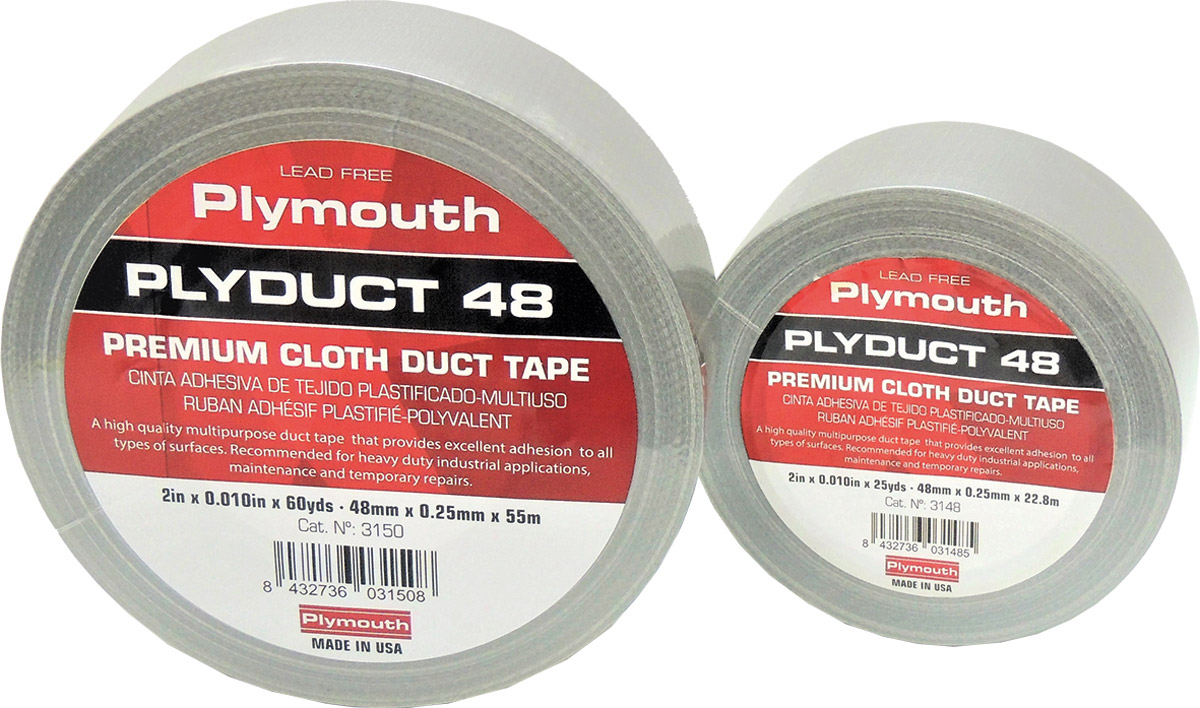 LEAD FREE
Plymouth
PLYDUCT 48
PREMIUM CLOTH DUCT TAPE
CINTA ADHESIVA DE TEJIDO PLASTIFICADO-MULTIUSO
RUBAN ADHÉSIF PLASTIFIÉ-POLYVALENT
A high quality multipurpose duct tape that provides excellent adhesion to all
types of surfaces. Recommended for heavy duty industrial applications,
maintenance and temporary repairs.
2in x 0.010in x 60yds · 48mm x 0.25mm x 55m
Cat. Nº: 3150
8 432736 031508
Plymouth
MADE IN USA
LEAD FREE
Plymouth
PLYDUCT 48
PREMIUM CLOTH DUCT TAPE
CINTA ADHESIVA DE TEJIDO PLASTIFICADO-MULTIUSO
RUBAN ADHÉSIF PLASTIFIÉ-POLYVALENT
A high quality multipurpose duct tape that provides excellent adhesion to all
types of surfaces. Recommended for heavy duty industrial applications,
maintenance and temporary repairs.
2in x 0.010in x 25yds · 48mm x 0.25mm x 22.8m
Cat. Nº: 3148
8 432736 031485
Plymouth
MADE IN USA